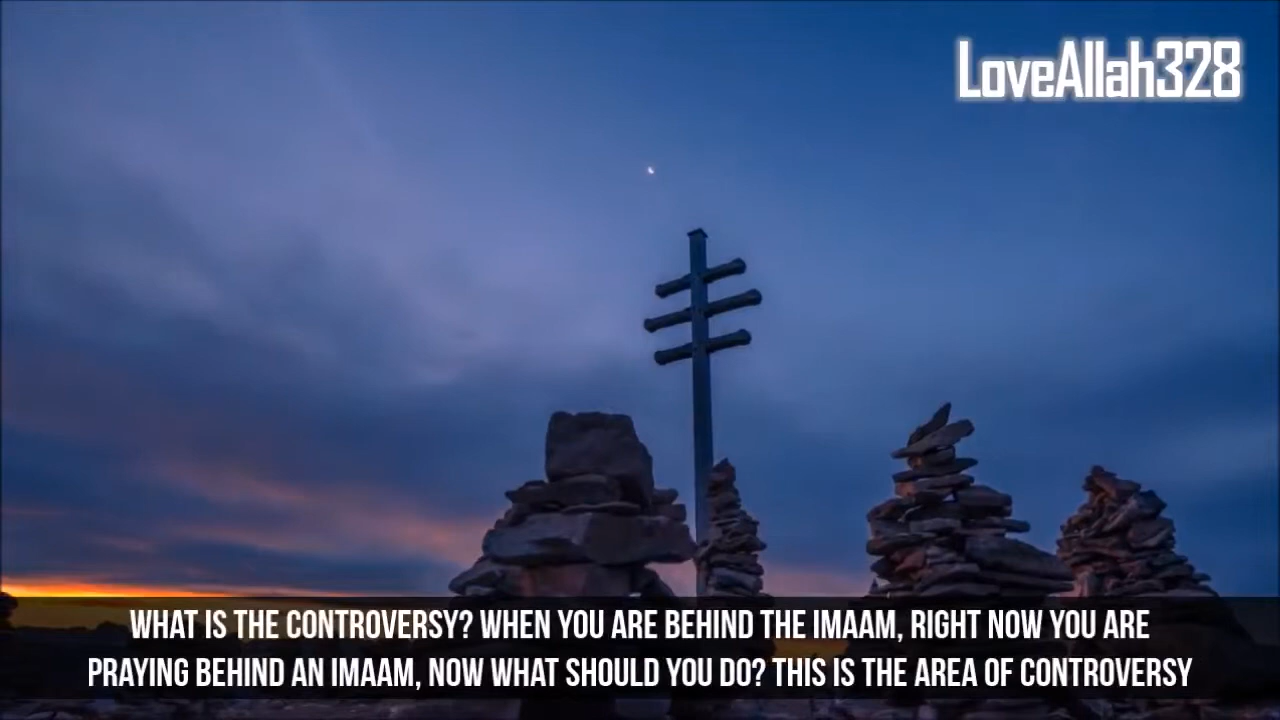 LoveAllah328
WHAT IS THE CONTROVERSY? WHEN YOU ARE BEHIND THE IMAAM, RIGHT NOW YOU ARE
PRAYING BEHIND AN IMAAM, NOW WHAT SHOULD YOU DO? THIS IS THE AREA OF CONTROVERSY